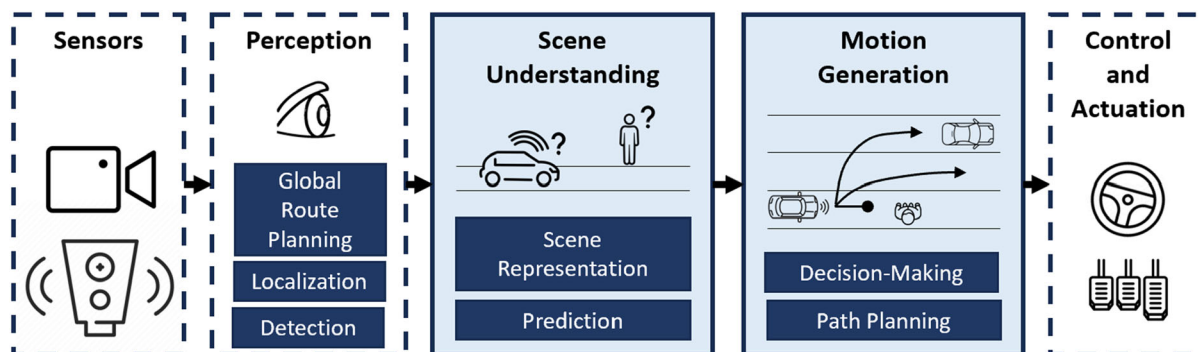 Sensors
Perception
Global
Route
Planning
Localization
Detection
Scene
Understanding
?
?
Scene
Representation
Prediction
Motion
Generation
Decision-Making
Path Planning
Control
and
Actuation